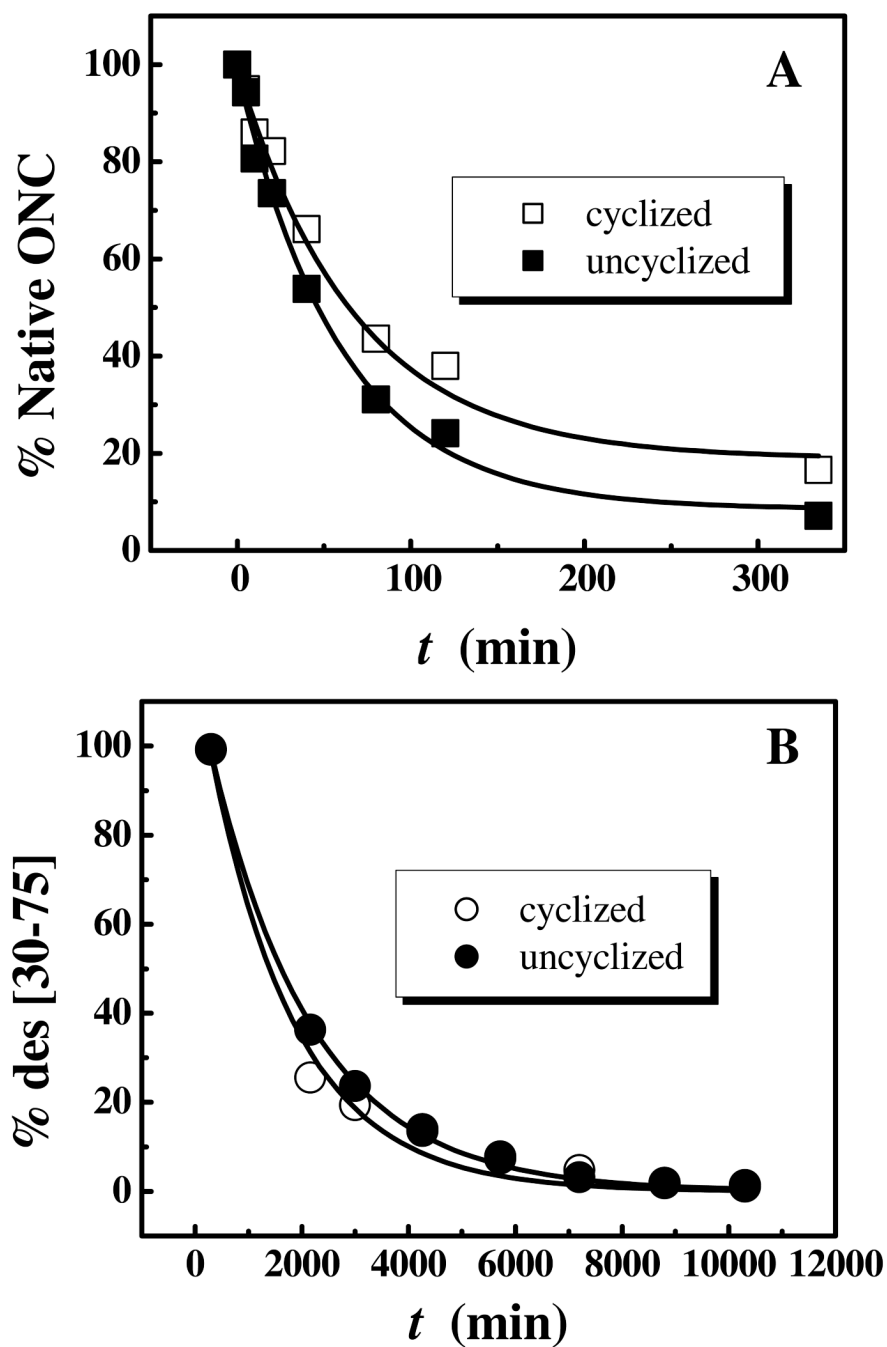 A
100
80
60
40
20
0
% Native ONC
cyclized
uncyclized
0 100 200 300
t (min)
B
100
80
60
40
20
0
% des [30-75]
cyclized
uncyclized
0 2000 4000 6000 8000 10000 12000
t (min)